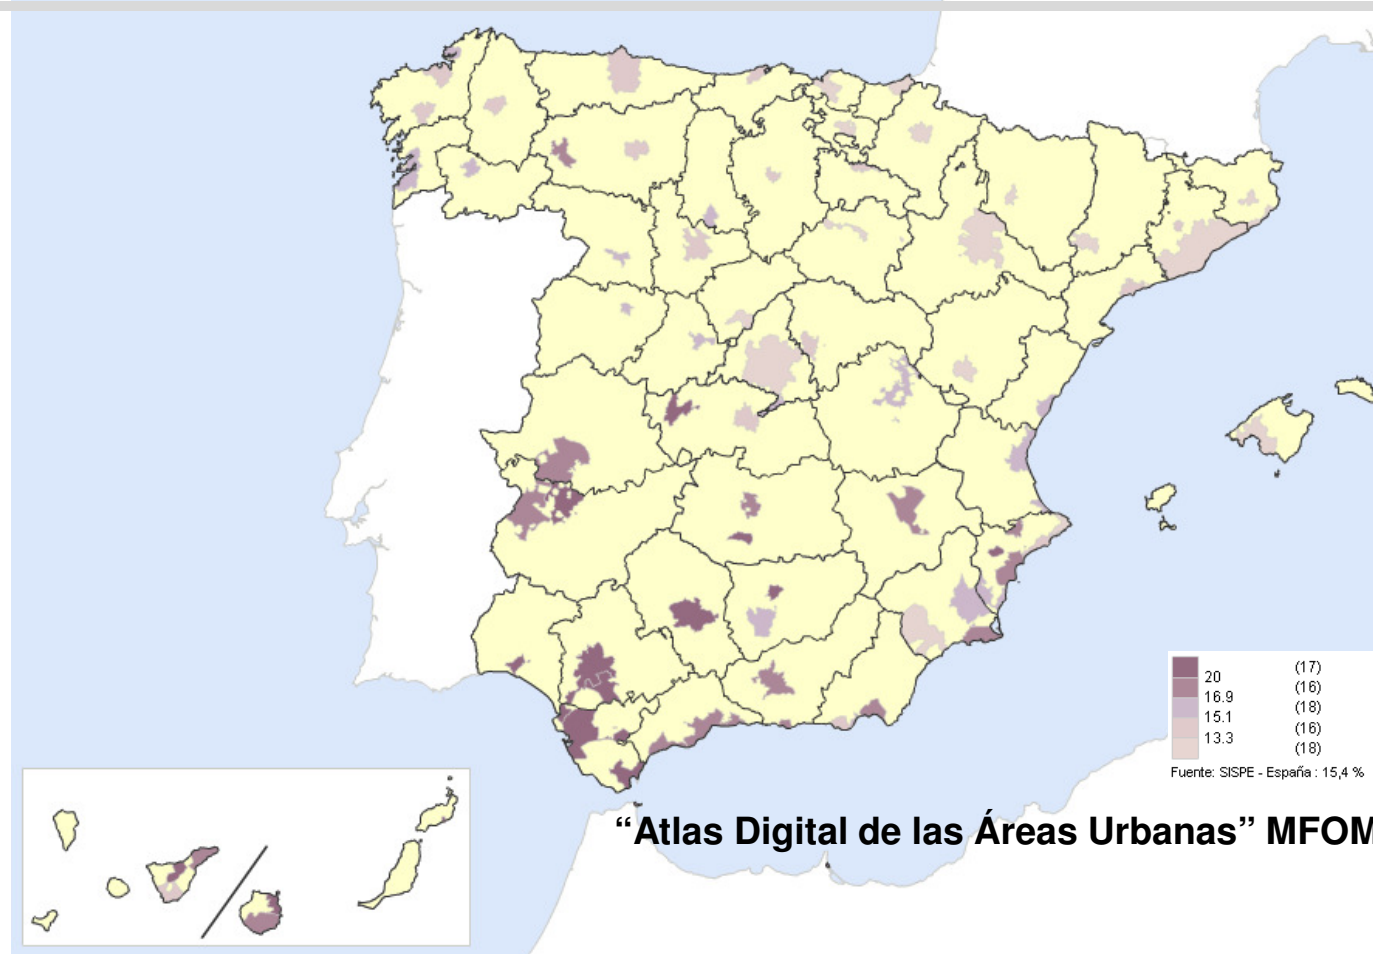 20 (17)
16.9 (16)
15.1 (18)
13.3 (16)
(18)
Fuente: SISPE - España : 15,4 %
“Atlas Digital de las Áreas Urbanas” MFOM